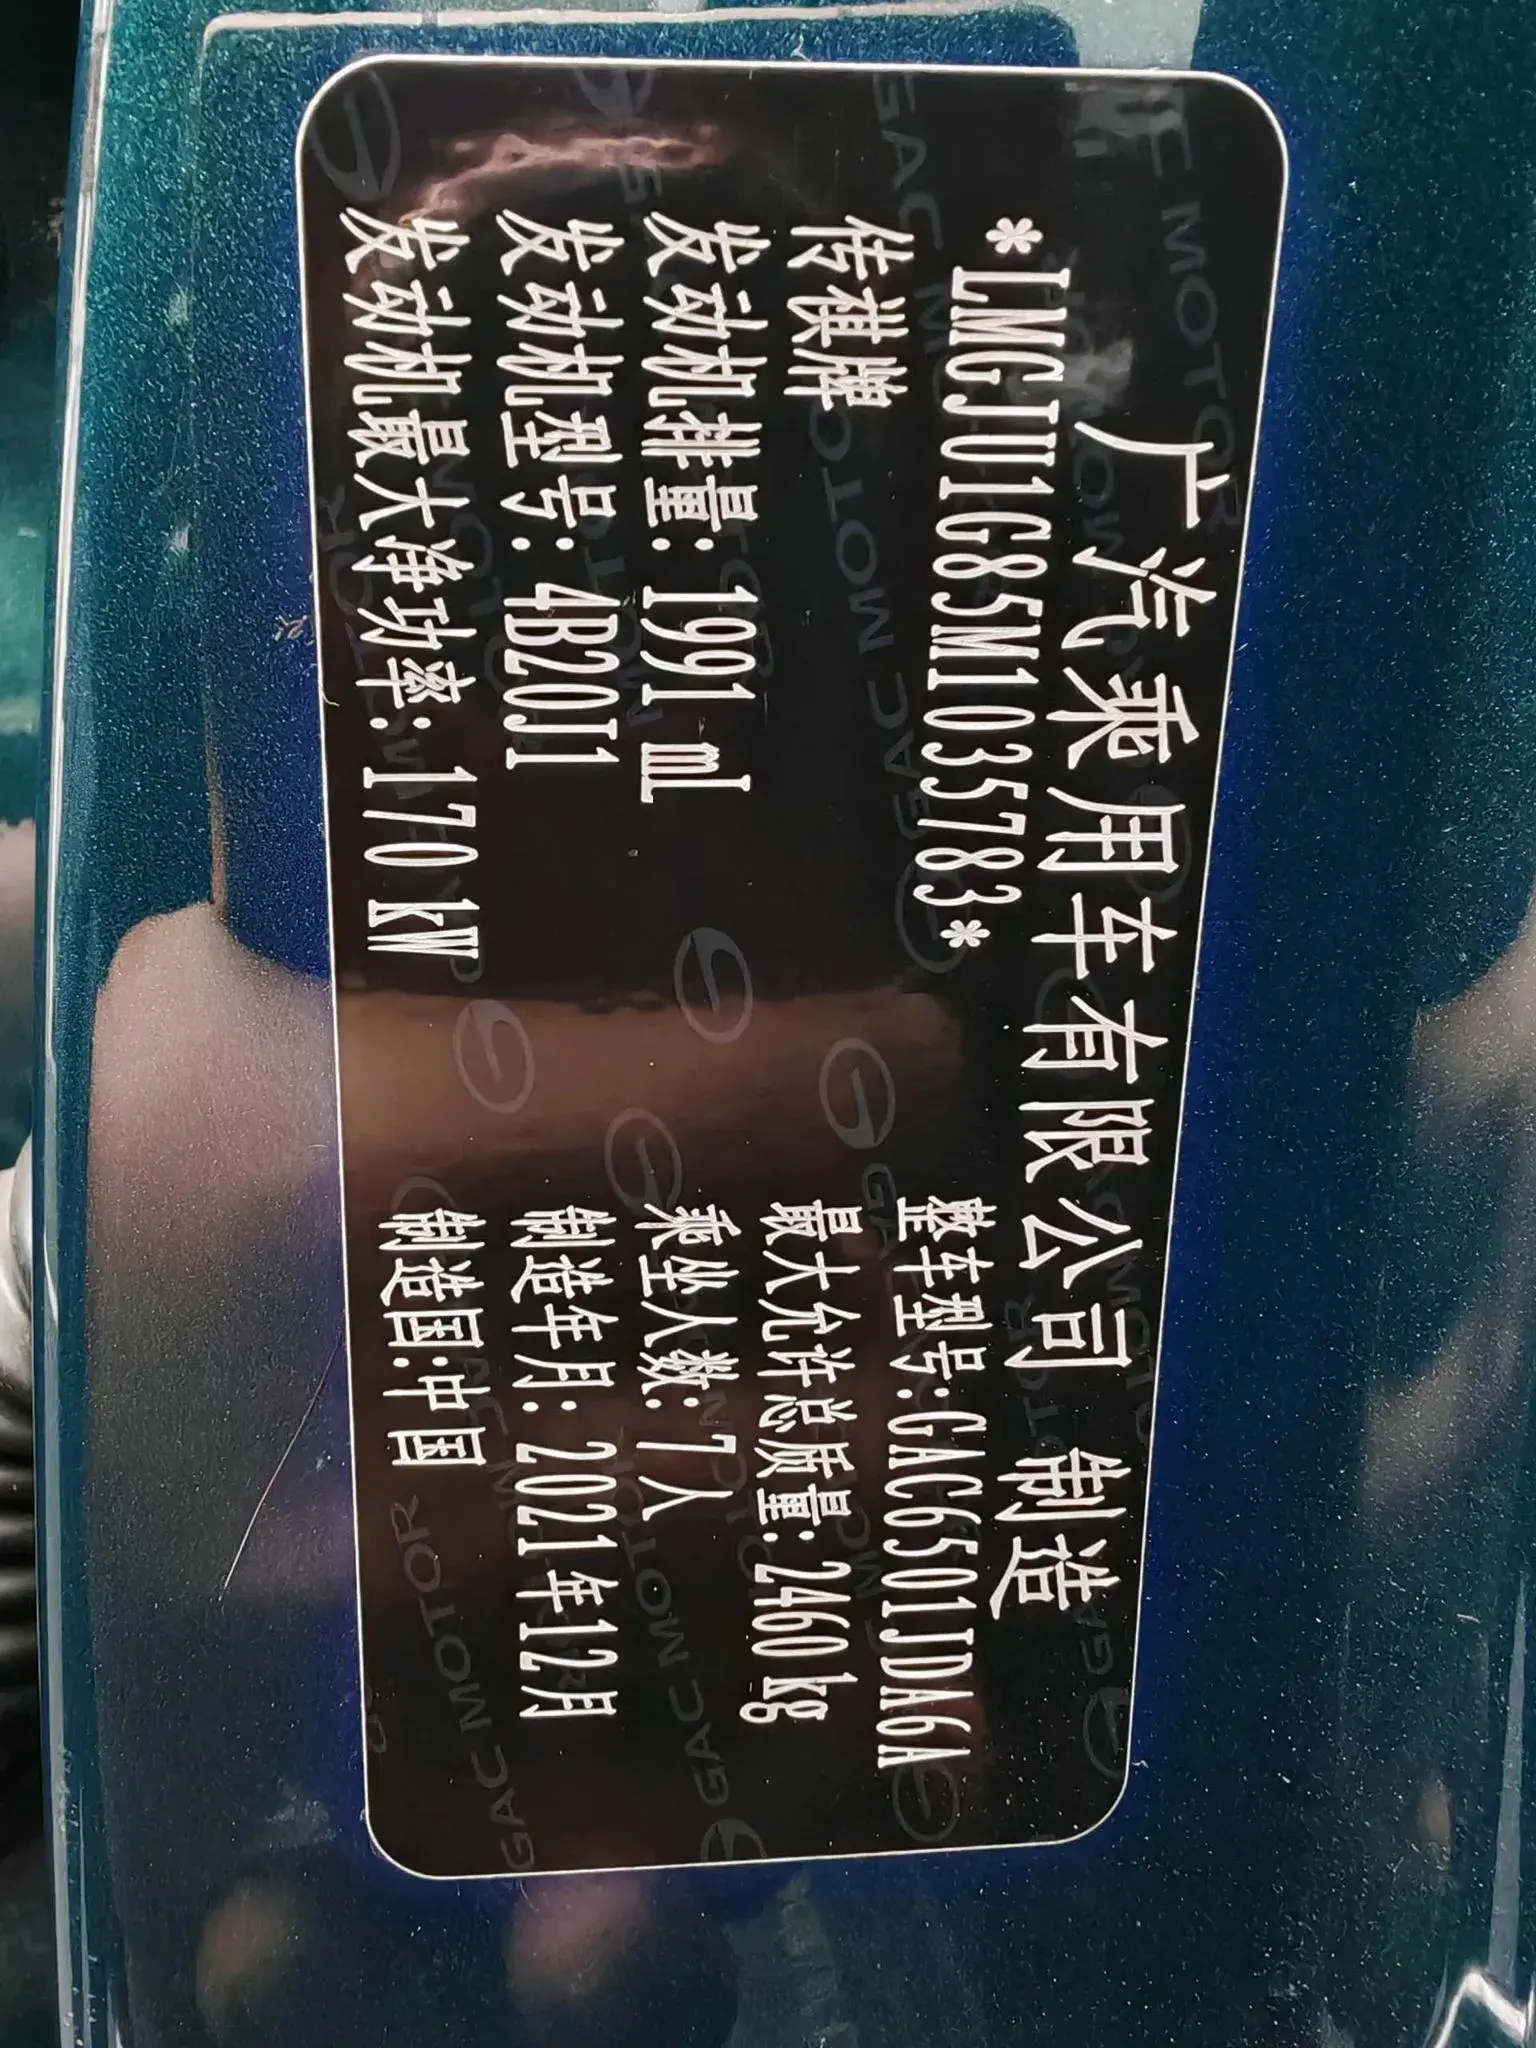 广汽乘用车有限公司 制造
*LMGJU1G85M1035783*
传祺牌
整车型号:GAC6501JDA6A
发动机排量: 1991 ml
最大允许总质量: 2460 kg
发动机型号: 4B20J1
乘坐人数: 7人
发动机最大净功率: 170 kW
制造年月: 2021年12月
制造国:中国
GAC MOTOR